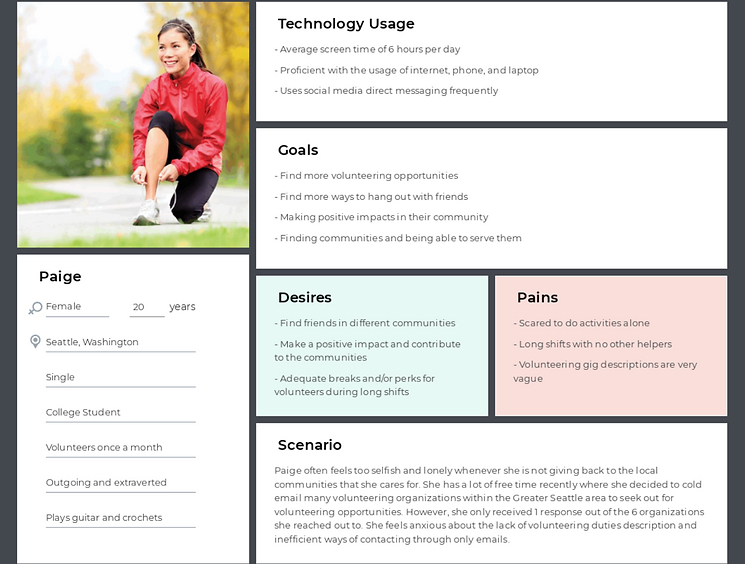 Technology Usage
- Average screen time of 6 hours per day
- Proficient with the usage of internet, phone, and laptop
- Uses social media direct messaging frequently
Goals
- Find more volunteering opportunities
- Find more ways to hang out with friends
- Making positive impacts in their community
- Finding communities and being able to serve them
Paige
Female 20 years
Seattle, Washington
Single
College Student
Volunteers once a month
Outgoing and extraverted
Plays guitar and crochets
Desires
- Find friends in different communities
- Make a positive impact and contribute
to the communities
- Adequate breaks and/or perks for
volunteers during long shifts
Pains
- Scared to do activities alone
- Long shifts with no other helpers
- Volunteering gig descriptions are very
vague
Scenario
Paige often feels too selfish and lonely whenever she is not giving back to the local
communities that she cares for. She has a lot of free time recently where she decided to cold
email many volunteering organizations within the Greater Seattle area to seek out for
volunteering opportunities. However, she only received 1 response out of the 6 organizations
she reached out to. She feels anxious about the lack of volunteering duties description and
inefficient ways of contacting through only emails.